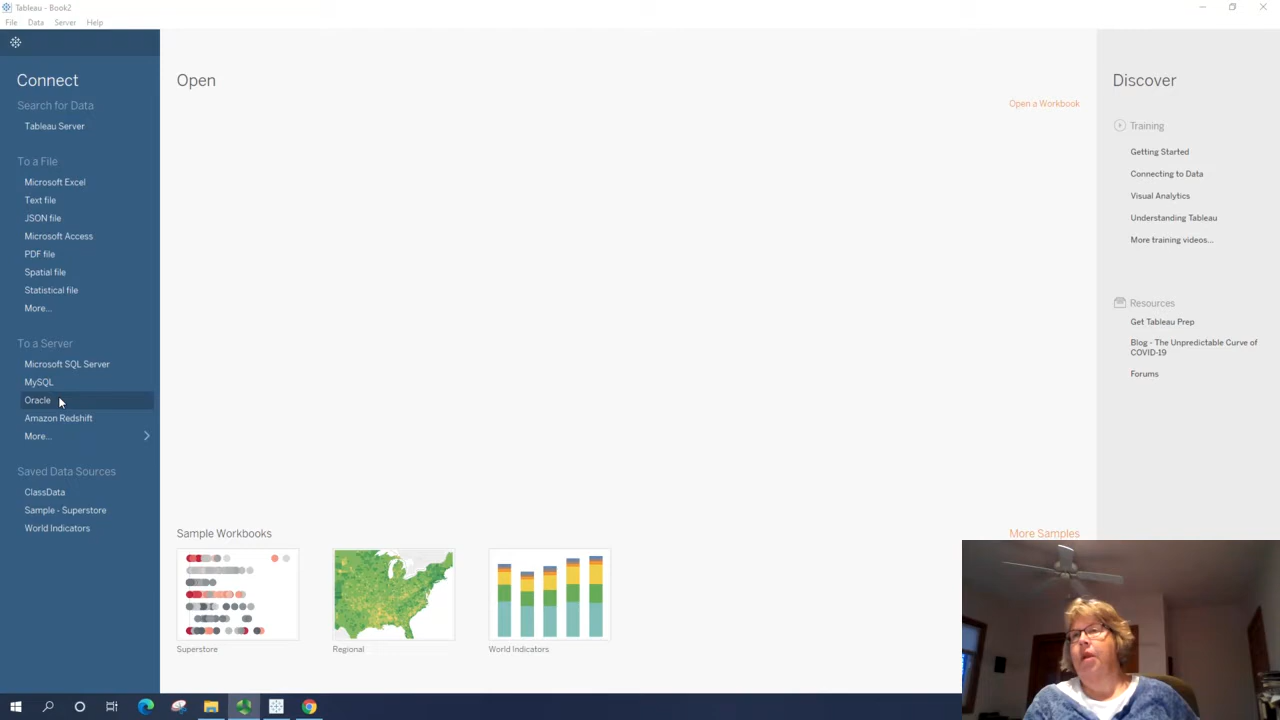 Tableau - Book2
File Data Server Help
Connect
Search for Data
Tableau Server
To a File
Microsoft Excel
Text file
JSON file
Microsoft Access
PDF file
Spatial file
Statistical file
More...
To a Server
Microsoft SQL Server
MySQL
Oracle
Amazon Redshift
More...
Saved Data Sources
ClassData
Sample - Superstore
World Indicators
Open
Open a Workbook
Sample Workbooks
More Samples
Superstore
Regional
World Indicators
Discover
Training
Getting Started
Connecting to Data
Visual Analytics
Understanding Tableau
More training videos...
Resources
Get Tableau Prep
Blog - The Unpredictable Curve of
COVID-19
Forums